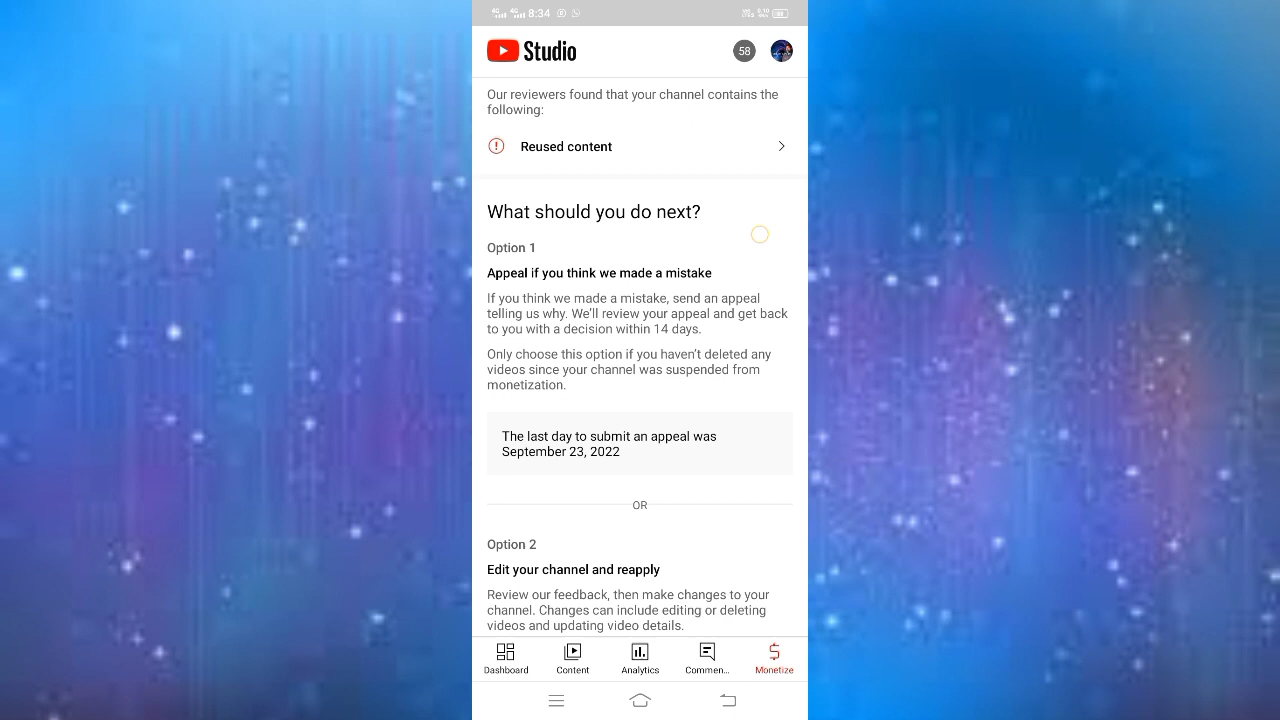 8:34
Studio
58
Our reviewers found that your channel contains the
following:
Reused content
What should you do next?
Option 1
Appeal if you think we made a mistake
If you think we made a mistake, send an appeal
telling us why. We'll review your appeal and get back
to you with a decision within 14 days.
Only choose this option if you haven't deleted any
videos since your channel was suspended from
monetization.
The last day to submit an appeal was
September 23, 2022
OR
Option 2
Edit your channel and reapply
Review our feedback, then make changes to your
channel. Changes can include editing or deleting
videos and updating video details.
Dashboard Content Analytics Commen... Monetize